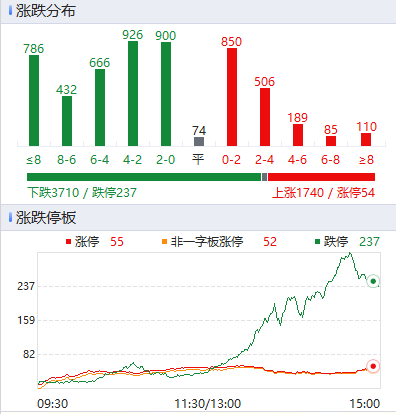 涨跌分布
786 432 666 926 900 74 850 506 189 85 110
≤8 8-6 6-4 4-2 2-0 平 0-2 2-4 4-6 6-8 ≥8
下跌3710 / 跌停237 上涨1740 / 涨停54
涨跌停板
涨停 55 非一字板涨停 52 跌停 237
237
159
82
09:30 11:30/13:00 15:00